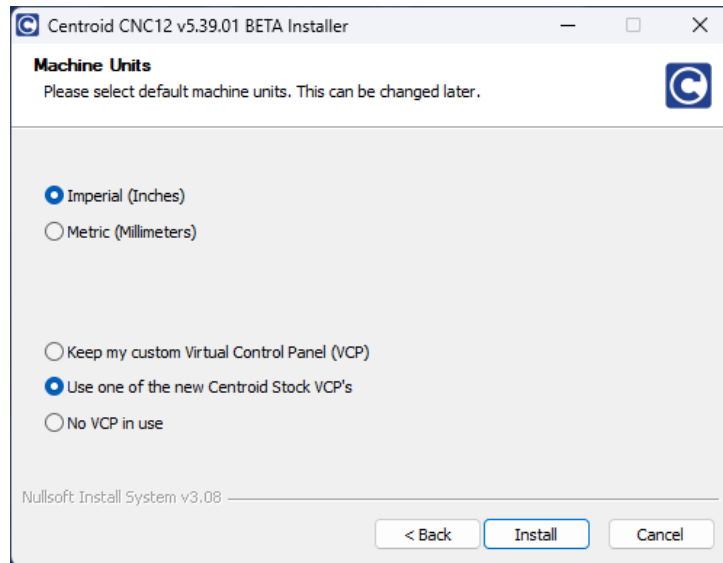 Centroid CNC12 v5.39.01 BETA Installer
Machine Units
Please select default machine units. This can be changed later.
Imperial (Inches)
Metric (Millimeters)
Keep my custom Virtual Control Panel (VCP)
Use one of the new Centroid Stock VCP's
No VCP in use
Nullsoft Install System v3.08
< Back Install Cancel